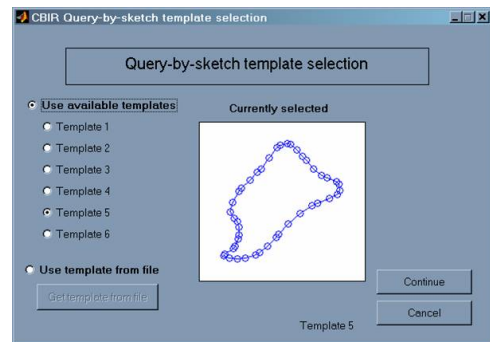 CBIR Query-by-sketch template selection
Query-by-sketch template selection
Use available templates
Template 1
Template 2
Template 3
Template 4
Template 5
Template 6
Use template from file
Get template from file
Currently selected
Template 5
Continue
Cancel